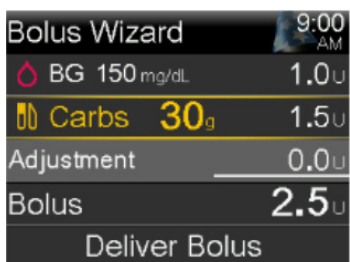 Bolus Wizard 9:00 AM
BG 150 mg/dL 1.0U
Carbs 30g 1.5U
Adjustment 0.0U
Bolus 2.5U
Deliver Bolus